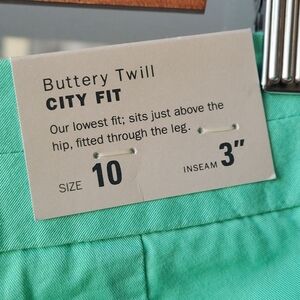 Buttery Twill
CITY FIT
Our lowest fit; sits just above the
hip, fitted through the leg.
SIZE 10 INSEAM 3"